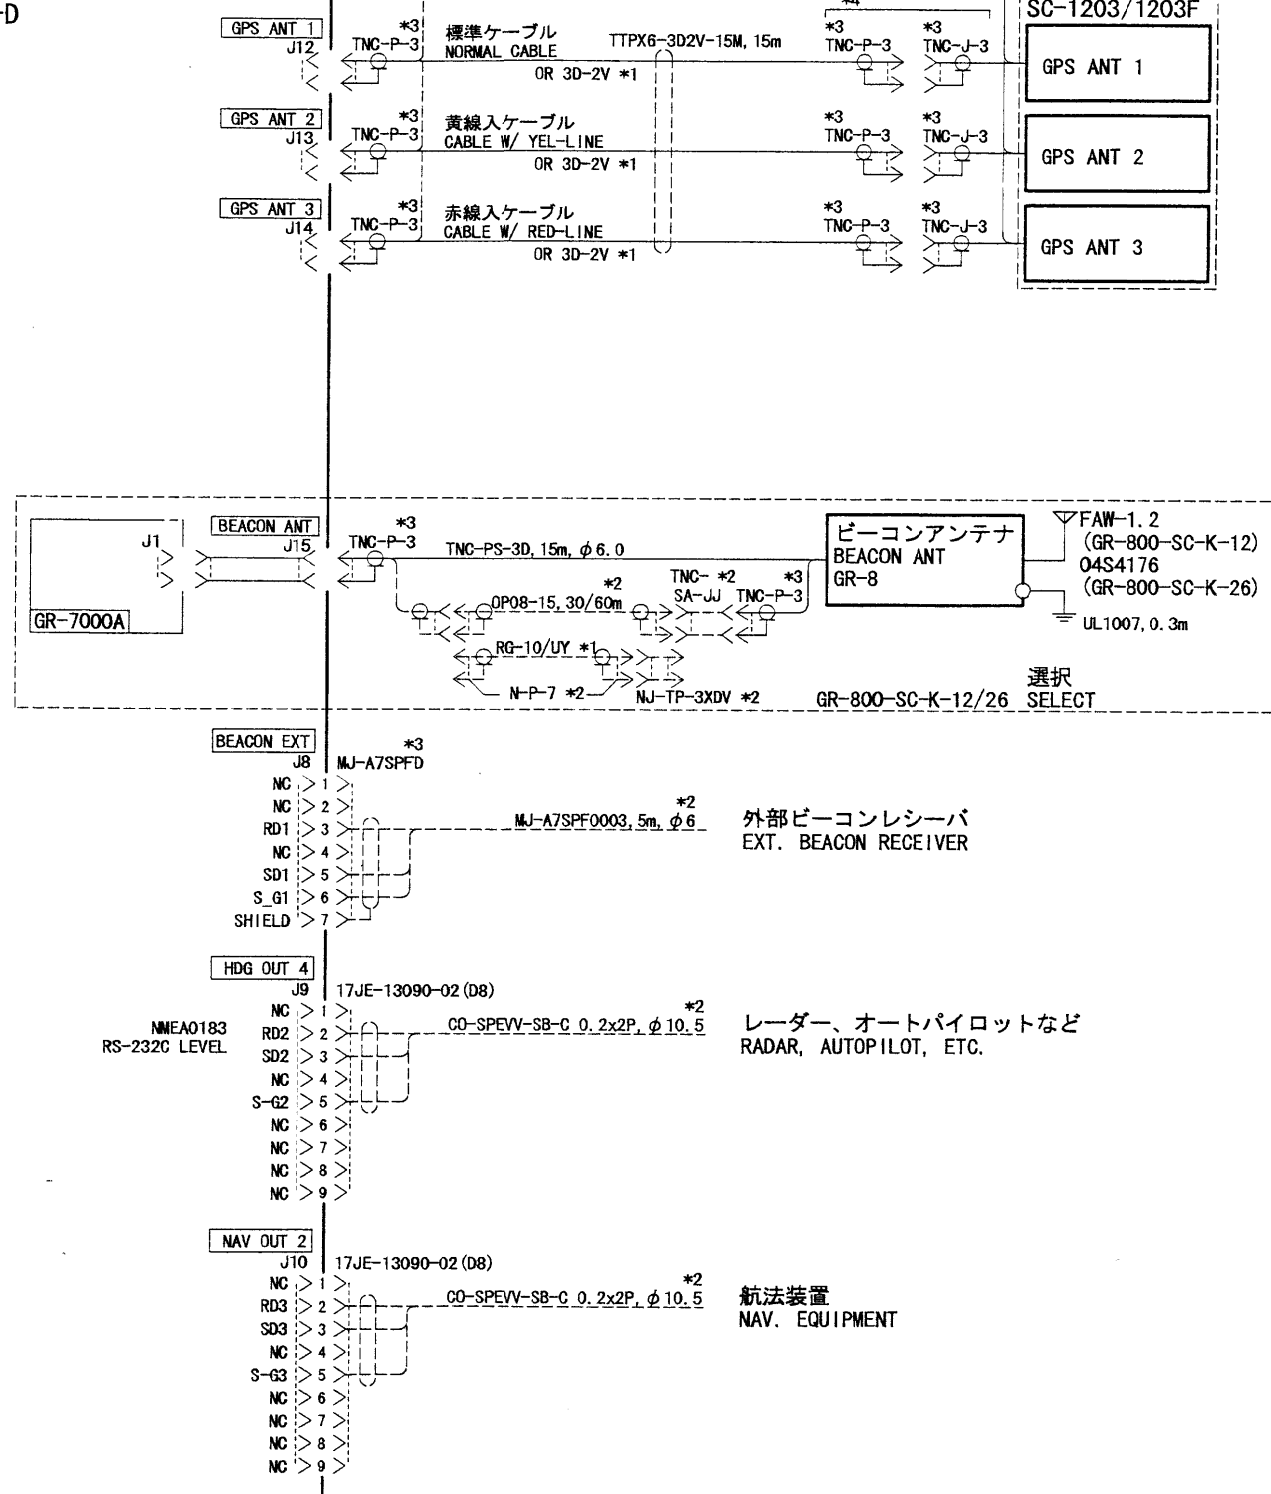 -D
*4
SC-1203/1203F
GPS ANT 1
J12
*3
TNC-P-3
標準ケーブル
NORMAL CABLE
TTPX6-3D2V-15M, 15m
OR 3D-2V *1
*3
TNC-P-3
*3
TNC-J-3
GPS ANT 1
GPS ANT 2
J13
*3
TNC-P-3
黄線入ケーブル
CABLE W/ YEL-LINE
OR 3D-2V *1
*3
TNC-P-3
*3
TNC-J-3
GPS ANT 2
GPS ANT 3
J14
*3
TNC-P-3
赤線入ケーブル
CABLE W/ RED-LINE
OR 3D-2V *1
*3
TNC-P-3
*3
TNC-J-3
GPS ANT 3
J1
GR-7000A
BEACON ANT
J15
*3
TNC-P-3
TNC-PS-3D, 15m, φ6.0
*2
OP08-15, 30/60m
TNC- *2
SA-JJ
*3
TNC-P-3
RG-10/UY *1
N-P-7 *2
NJ-TP-3XDV *2
ビーコンアンテナ
BEACON ANT
GR-8
FAW-1.2
(GR-800-SC-K-12)
04S4176
(GR-800-SC-K-26)
UL1007, 0.3m
選択
GR-800-SC-K-12/26 SELECT
BEACON EXT
J8
*3
MJ-A7SPFD
NC 1
NC 2
RD1 3
NC 4
SD1 5
S_G1 6
SHIELD 7
*2
MJ-A7SPF0003, 5m, φ6
外部ビーコンレシーバ
EXT. BEACON RECEIVER
HDG OUT 4
J9
17JE-13090-02(D8)
NMEA0183
RS-232C LEVEL
NC 1
RD2 2
SD2 3
NC 4
S-G2 5
NC 6
NC 7
NC 8
NC 9
*2
CO-SPEVV-SB-C 0.2x2P, φ10.5
レーダー、オートパイロットなど
RADAR, AUTOPILOT, ETC.
NAV OUT 2
J10
17JE-13090-02(D8)
NC 1
RD3 2
SD3 3
NC 4
S-G3 5
NC 6
NC 7
NC 8
NC 9
*2
CO-SPEVV-SB-C 0.2x2P, φ10.5
航法装置
NAV. EQUIPMENT